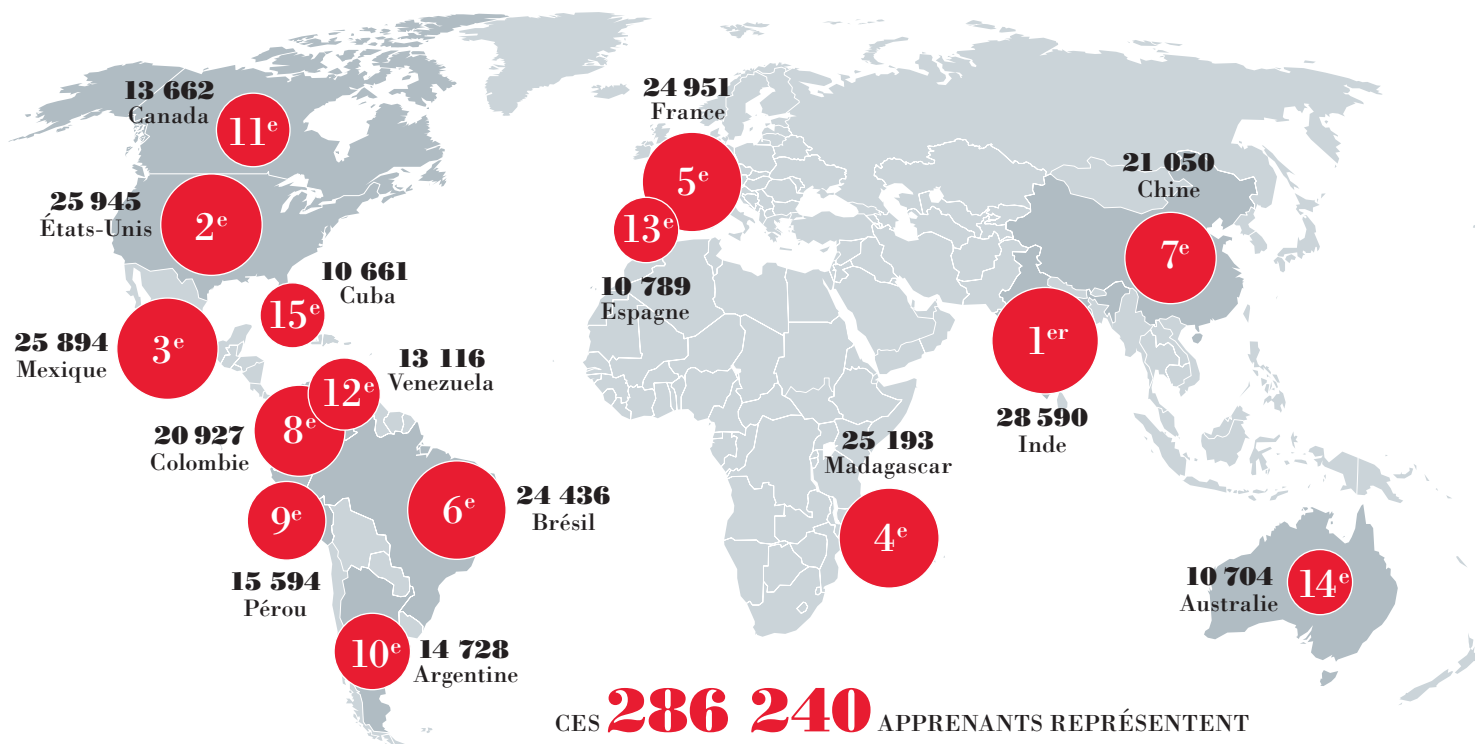 13 662
Canada
11e
25 945
États-Unis
2e
10 661
Cuba
15e
25 894
Mexique
3e
13 116
Venezuela
12e
20 927
Colombie
8e
24 436
Brésil
6e
9e
15 594
Pérou
10e
14 728
Argentine
24 951
France
5e
13e
10 789
Espagne
25 193
Madagascar
4e
21 050
Chine
7e
1er
28 590
Inde
10 704
Australie
14e
CES 286 240 APPRENANTS REPRÉSENTENT